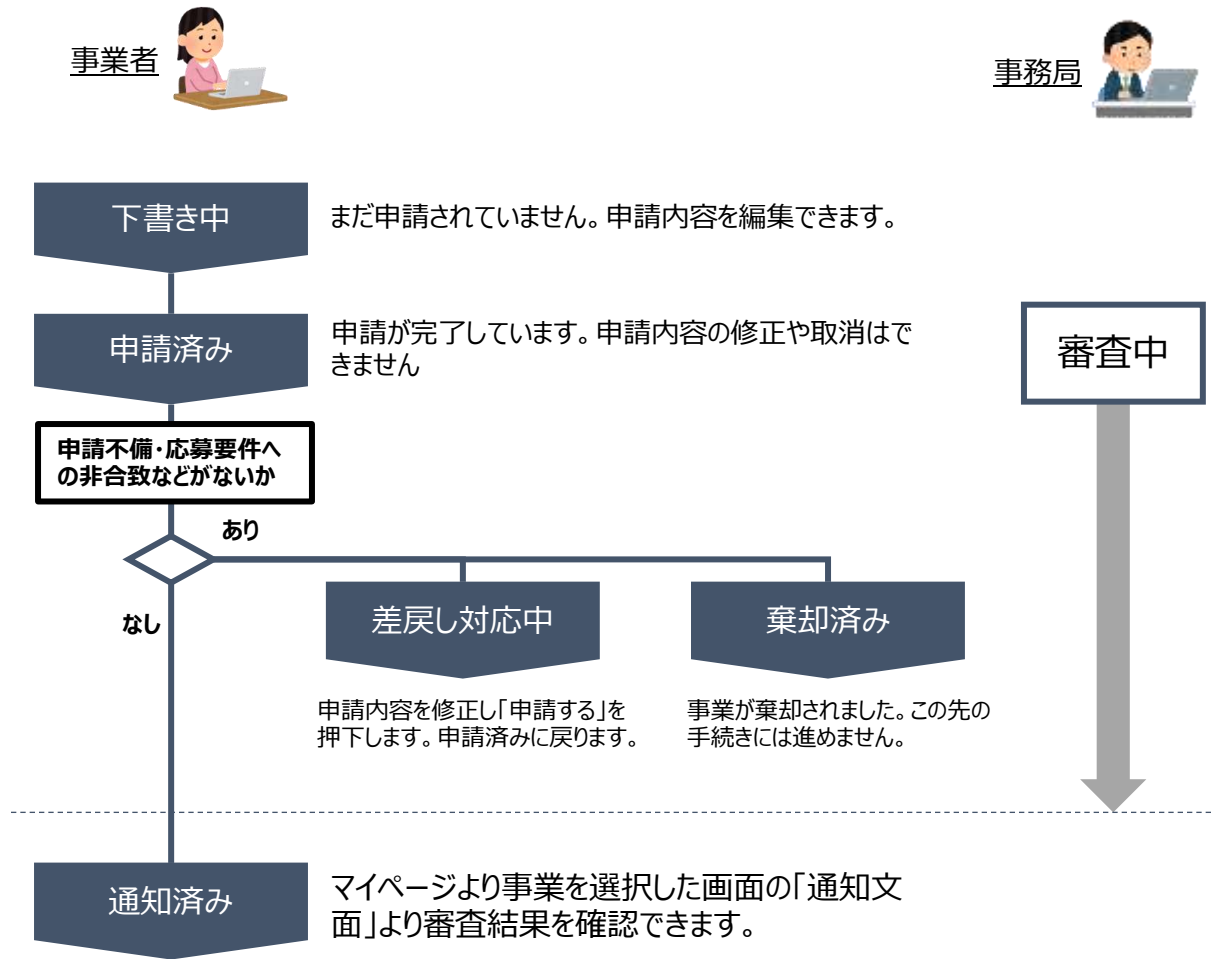 事業者
事務局
下書き中
まだ申請されていません。申請内容を編集できます。
申請済み
申請が完了しています。申請内容の修正や取消はで
きません
審査中
申請不備・応募要件へ
の非合致などがないか
あり
なし
差戻し対応中
棄却済み
申請内容を修正し「申請する」を
押下します。申請済みに戻ります。
事業が棄却されました。この先の
手続きには進めません。
通知済み
マイページより事業を選択した画面の「通知文
面」より審査結果を確認できます。